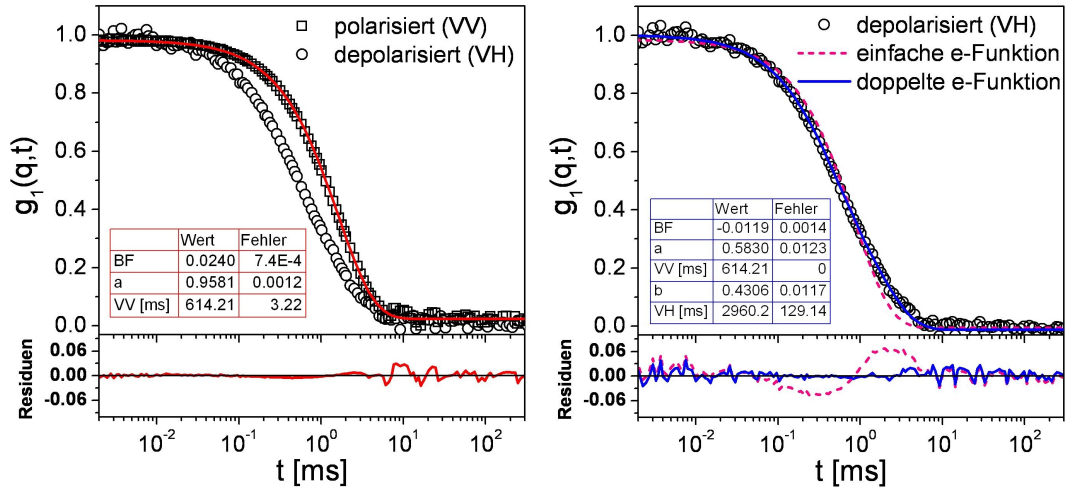 polarisiert (VV)
depolarisiert (VH)
1.0
0.8
0.6
0.4
0.2
0.0
g₁(q,t)
Wert Fehler
BF 0.0240 7.4E-4
a 0.9581 0.0012
VV [ms] 614.21 3.22
0.06
0.00
-0.06
Residuen
10⁻² 10⁻¹ 10⁰ 10¹ 10²
t [ms]
depolarisiert (VH)
einfache e-Funktion
doppelte e-Funktion
1.0
0.8
0.6
0.4
0.2
0.0
g₁(q,t)
Wert Fehler
BF -0.0119 0.0014
a 0.5830 0.0123
VV [ms] 614.21 0
b 0.4306 0.0117
VH [ms] 2960.2 129.14
0.06
0.00
-0.06
Residuen
10⁻² 10⁻¹ 10⁰ 10¹ 10²
t [ms]